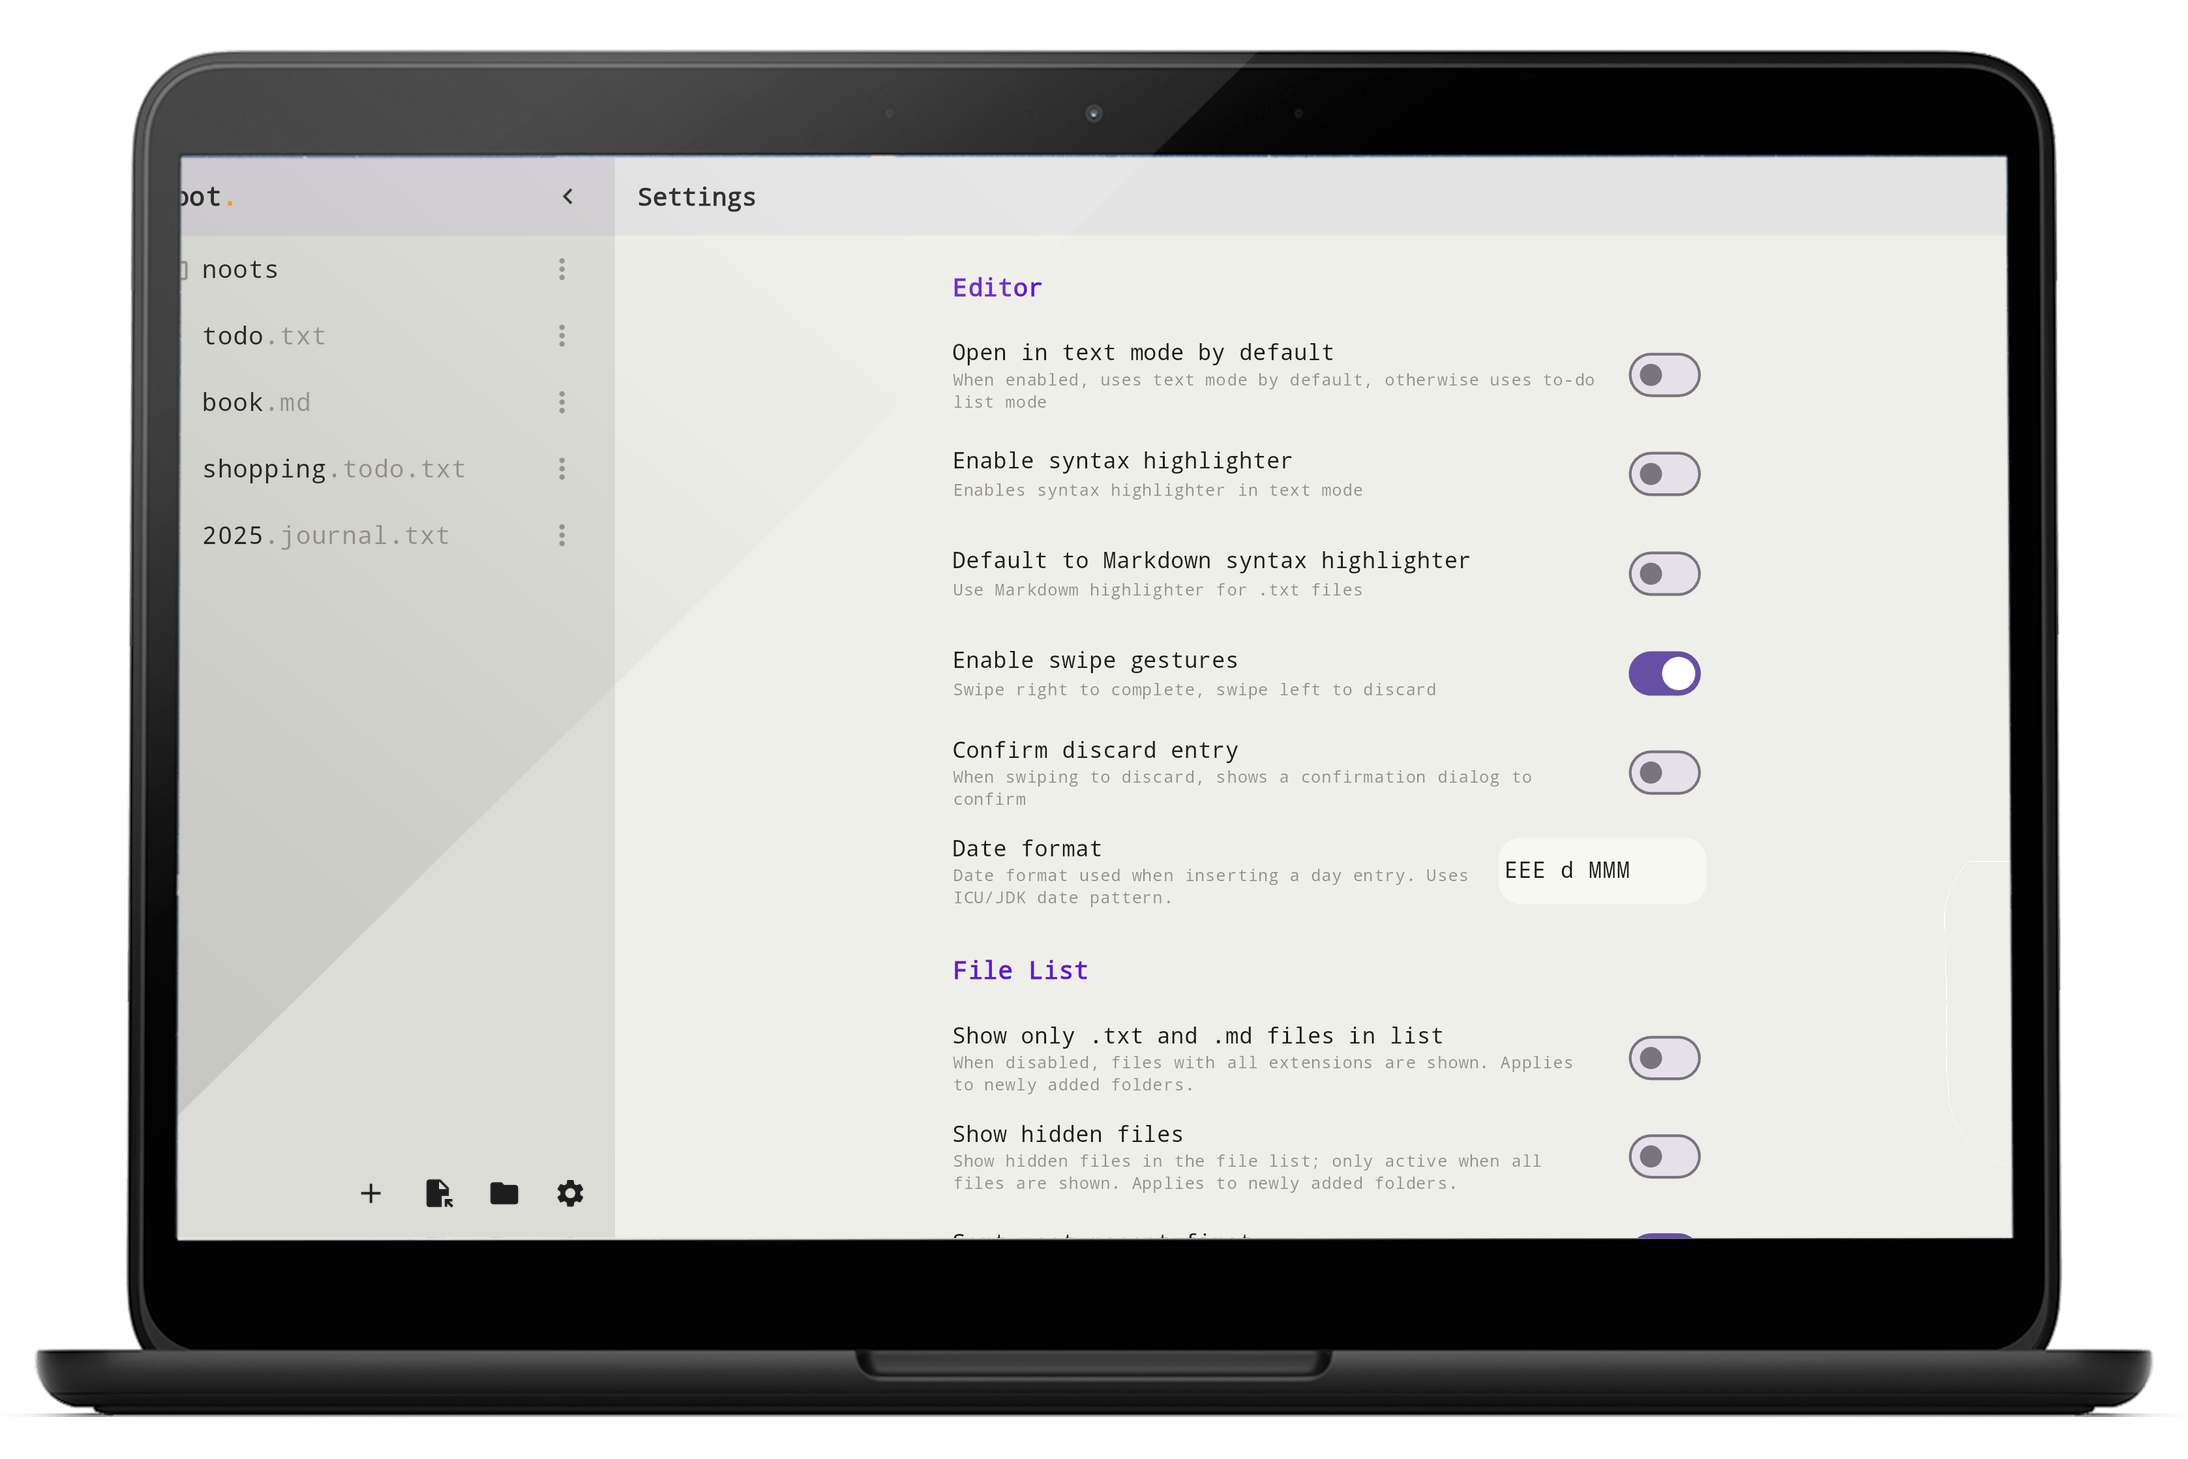 oot.
Settings
noots
todo.txt
book.md
shopping.todo.txt
2025.journal.txt
Editor
Open in text mode by default
When enabled, uses text mode by default, otherwise uses to-do
list mode
Enable syntax highlighter
Enables syntax highlighter in text mode
Default to Markdown syntax highlighter
Use Markdowm highlighter for .txt files
Enable swipe gestures
Swipe right to complete, swipe left to discard
Confirm discard entry
When swiping to discard, shows a confirmation dialog to
confirm
Date format
Date format used when inserting a day entry. Uses
ICU/JDK date pattern.
EEE d MMM
File List
Show only .txt and .md files in list
When disabled, files with all extensions are shown. Applies
to newly added folders.
Show hidden files
Show hidden files in the file list; only active when all
files are shown. Applies to newly added folders.